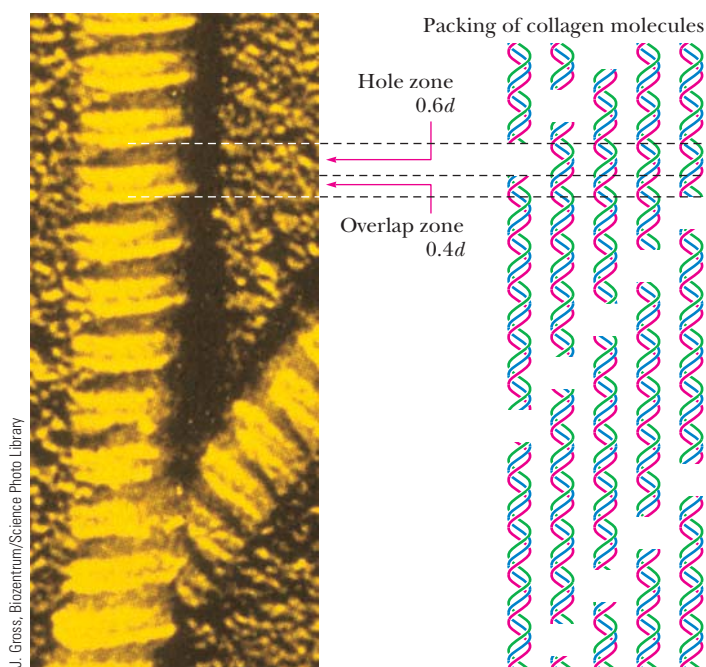 Packing of collagen molecules
Hole zone
0.6d
Overlap zone
0.4d
J. Gross, Biozentrum/Science Photo Library